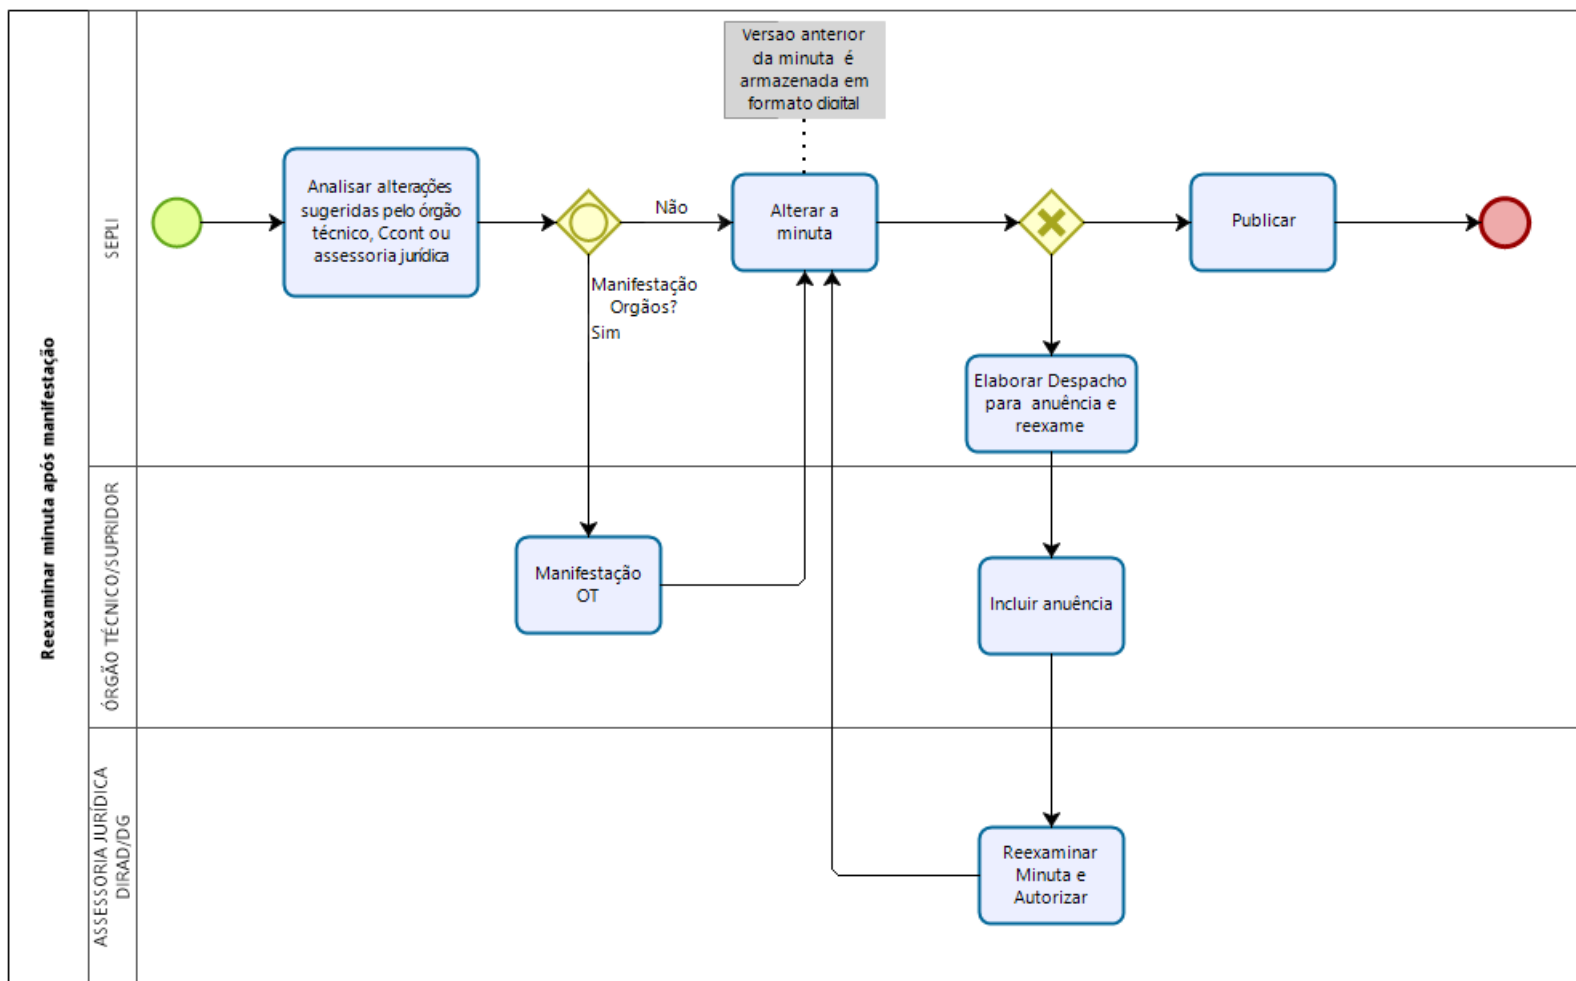 Reexaminar minuta após manifestação
SEPLI
Versão anterior
da minuta é
armazenada em
formato digital
Analisar alterações
sugeridas pelo órgão
técnico, Ccont ou
assessoria jurídica
Não
Manifestação
Orgãos?
Sim
Alterar a
minuta
Publicar
Elaborar Despacho
para anuência e
reexame
ÓRGÃO TÉCNICO/SUPRIDOR
Manifestação
OT
Incluir anuência
ASSESSORIA JURÍDICA
DIRAD/DG
Reexaminar
Minuta e
Autorizar